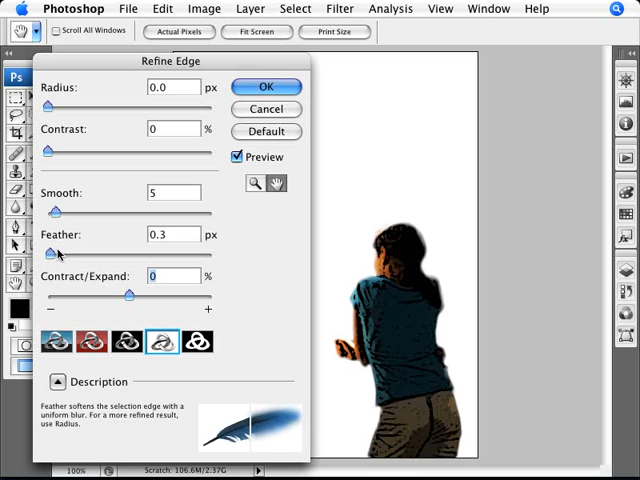 Photoshop File Edit Image Layer Select Filter Analysis View Window Help
Scroll All Windows Actual Pixels Fit Screen Print Size
Refine Edge
Ps
Radius: 0.0 px OK
Cancel
Contrast: 0 % Default
Preview
Smooth: 5
Feather: 0.3 px
Contract/Expand: 0 %
− +
Description
Feather softens the selection edge with a
uniform blur. For a more refined result,
use Radius.
100% Scratch: 106.6M/2.37G